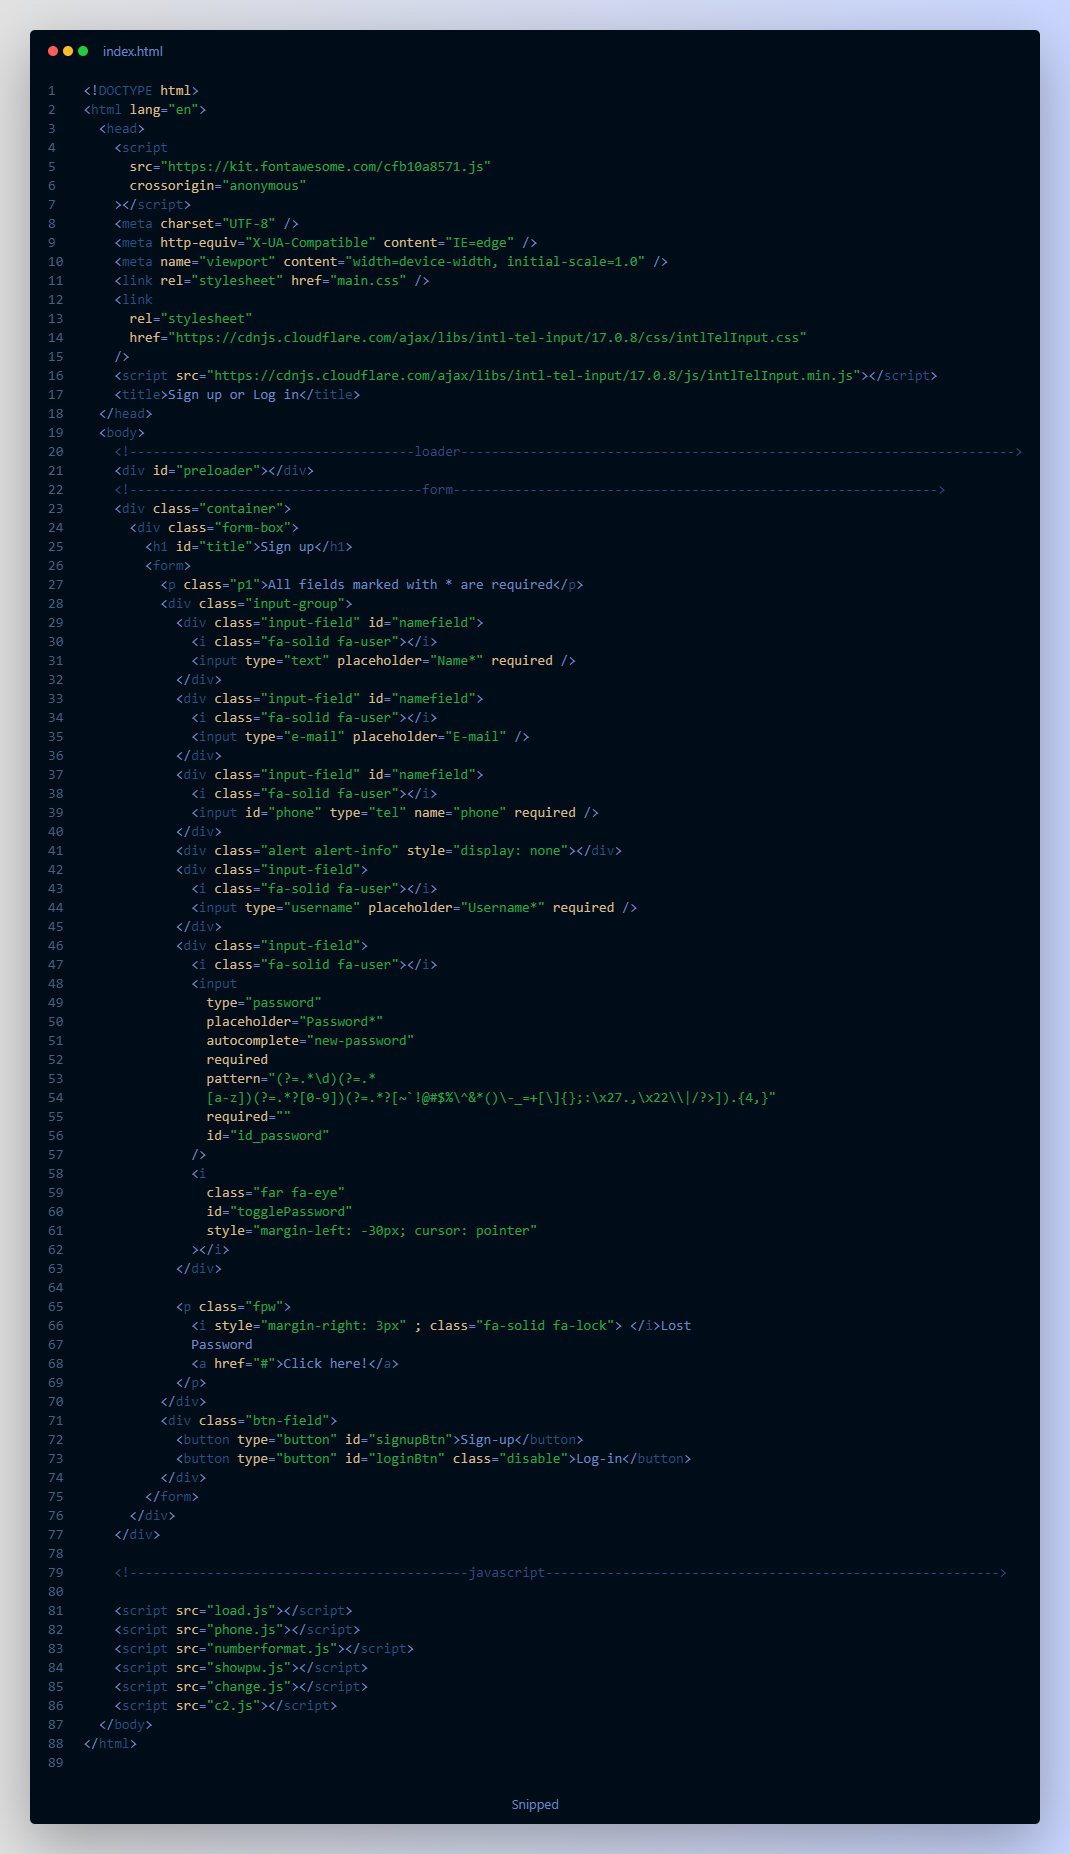 index.html
1 <!DOCTYPE html>
2 <html lang="en">
3 <head>
4 <script
5 src="https://kit.fontawesome.com/cfb10a8571.js"
6 crossorigin="anonymous"
7 ></script>
8 <meta charset="UTF-8" />
9 <meta http-equiv="X-UA-Compatible" content="IE=edge" />
10 <meta name="viewport" content="width=device-width, initial-scale=1.0" />
11 <link rel="stylesheet" href="main.css" />
12 <link
13 rel="stylesheet"
14 href="https://cdnjs.cloudflare.com/ajax/libs/intl-tel-input/17.0.8/css/intlTelInput.css"
15 />
16 <script src="https://cdnjs.cloudflare.com/ajax/libs/intl-tel-input/17.0.8/js/intlTelInput.min.js"></script>
17 <title>Sign up or Log in</title>
18 </head>
19 <body>
20 <!-------------------------------------loader------------------------------------------------------------------------>
21 <div id="preloader"></div>
22 <!--------------------------------------form--------------------------------------------------------------->
23 <div class="container">
24 <div class="form-box">
25 <h1 id="title">Sign up</h1>
26 <form>
27 <p class="p1">All fields marked with * are required</p>
28 <div class="input-group">
29 <div class="input-field" id="namefield">
30 <i class="fa-solid fa-user"></i>
31 <input type="text" placeholder="Name*" required />
32 </div>
33 <div class="input-field" id="namefield">
34 <i class="fa-solid fa-user"></i>
35 <input type="e-mail" placeholder="E-mail" />
36 </div>
37 <div class="input-field" id="namefield">
38 <i class="fa-solid fa-user"></i>
39 <input id="phone" type="tel" name="phone" required />
40 </div>
41 <div class="alert alert-info" style="display: none"></div>
42 <div class="input-field">
43 <i class="fa-solid fa-user"></i>
44 <input type="username" placeholder="Username*" required />
45 </div>
46 <div class="input-field">
47 <i class="fa-solid fa-user"></i>
48 <input
49 type="password"
50 placeholder="Password*"
51 autocomplete="new-password"
52 required
53 pattern="(?=.*\d)(?=.*
54 [a-z])(?=.*?[0-9])(?=.*?[~`!@#$%\^&*()\-_=+[\]{};:\x27.,\x22\\|/?>]).{4,}"
55 required=""
56 id="id_password"
57 />
58 <i
59 class="far fa-eye"
60 id="togglePassword"
61 style="margin-left: -30px; cursor: pointer"
62 ></i>
63 </div>
64
65 <p class="fpw">
66 <i style="margin-right: 3px" ; class="fa-solid fa-lock"> </i>Lost
67 Password
68 <a href="#">Click here!</a>
69 </p>
70 </div>
71 <div class="btn-field">
72 <button type="button" id="signupBtn">Sign-up</button>
73 <button type="button" id="loginBtn" class="disable">Log-in</button>
74 </div>
75 </form>
76 </div>
77 </div>
78
79 <!--------------------------------------------javascript----------------------------------------------------------->
80
81 <script src="load.js"></script>
82 <script src="phone.js"></script>
83 <script src="numberformat.js"></script>
84 <script src="showpw.js"></script>
85 <script src="change.js"></script>
86 <script src="c2.js"></script>
87 </body>
88 </html>
89
Snipped